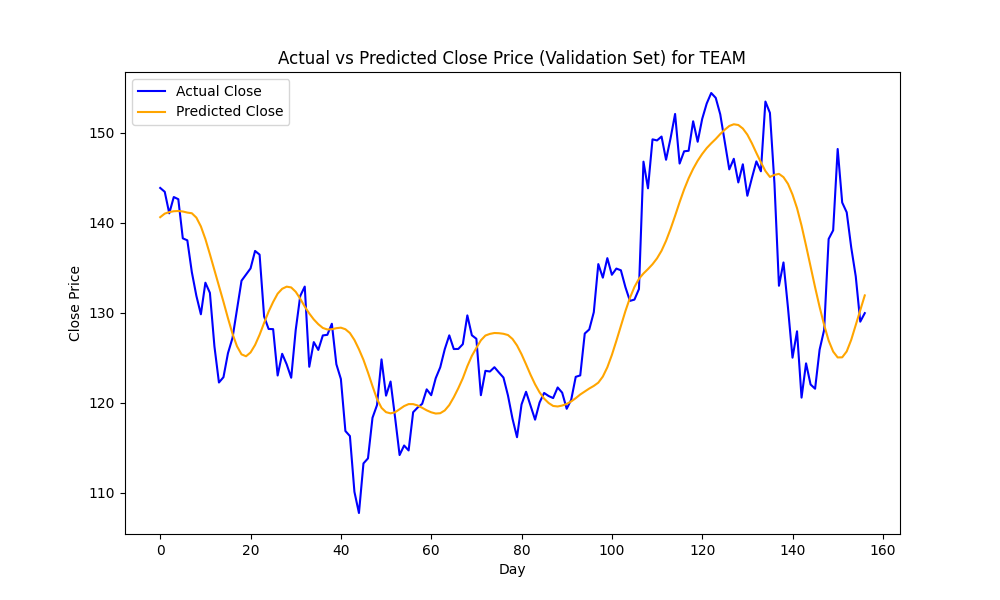 Actual vs Predicted Close Price (Validation Set) for TEAM
Actual Close
Predicted Close
Close Price
150
140
130
120
110
0 20 40 60 80 100 120 140 160
Day